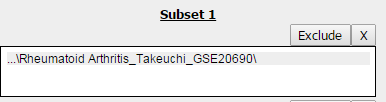 Subset 1
Exclude X
...\Rheumatoid Arthritis_Takeuchi_GSE20690\